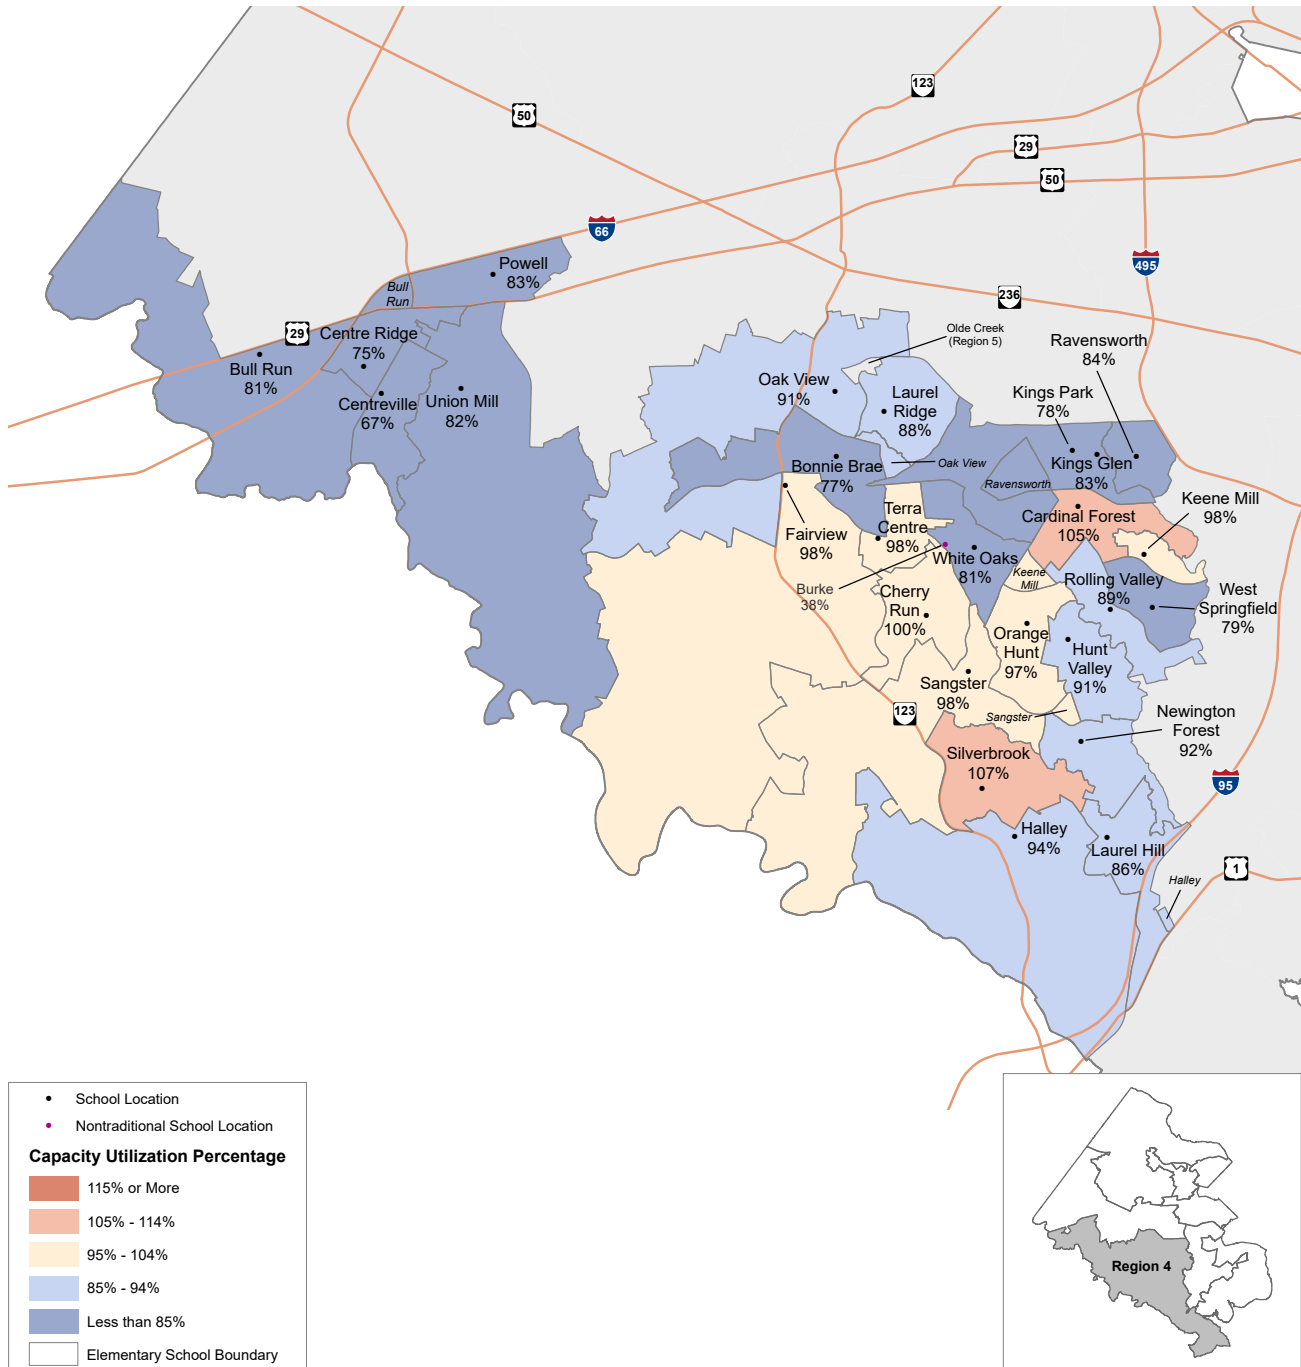 123
50
29
50
66
495
236
Powell
83%
Bull
Run
29
Centre Ridge
75%
Bull Run
81%
Centreville
67%
Union Mill
82%
Olde Creek
(Region 5)
Ravensworth
84%
Oak View
91%
Laurel
Ridge
88%
Kings Park
78%
Bonnie Brae
77%
Oak View
Kings Glen
83%
Ravensworth
Keene Mill
98%
Cardinal Forest
105%
Terra
Centre
98%
Fairview
98%
White Oaks
81%
Keene
Mill
Rolling Valley
89%
West
Springfield
79%
Burke
38%
Cherry
Run
100%
Orange
Hunt
97%
Hunt
Valley
91%
Sangster
98%
Sangster
123
Newington
Forest
92%
Silverbrook
107%
95
Halley
94%
Laurel Hill
86%
Halley
1
School Location
Nontraditional School Location
Capacity Utilization Percentage
115% or More
105% - 114%
95% - 104%
85% - 94%
Less than 85%
Elementary School Boundary
Region 4